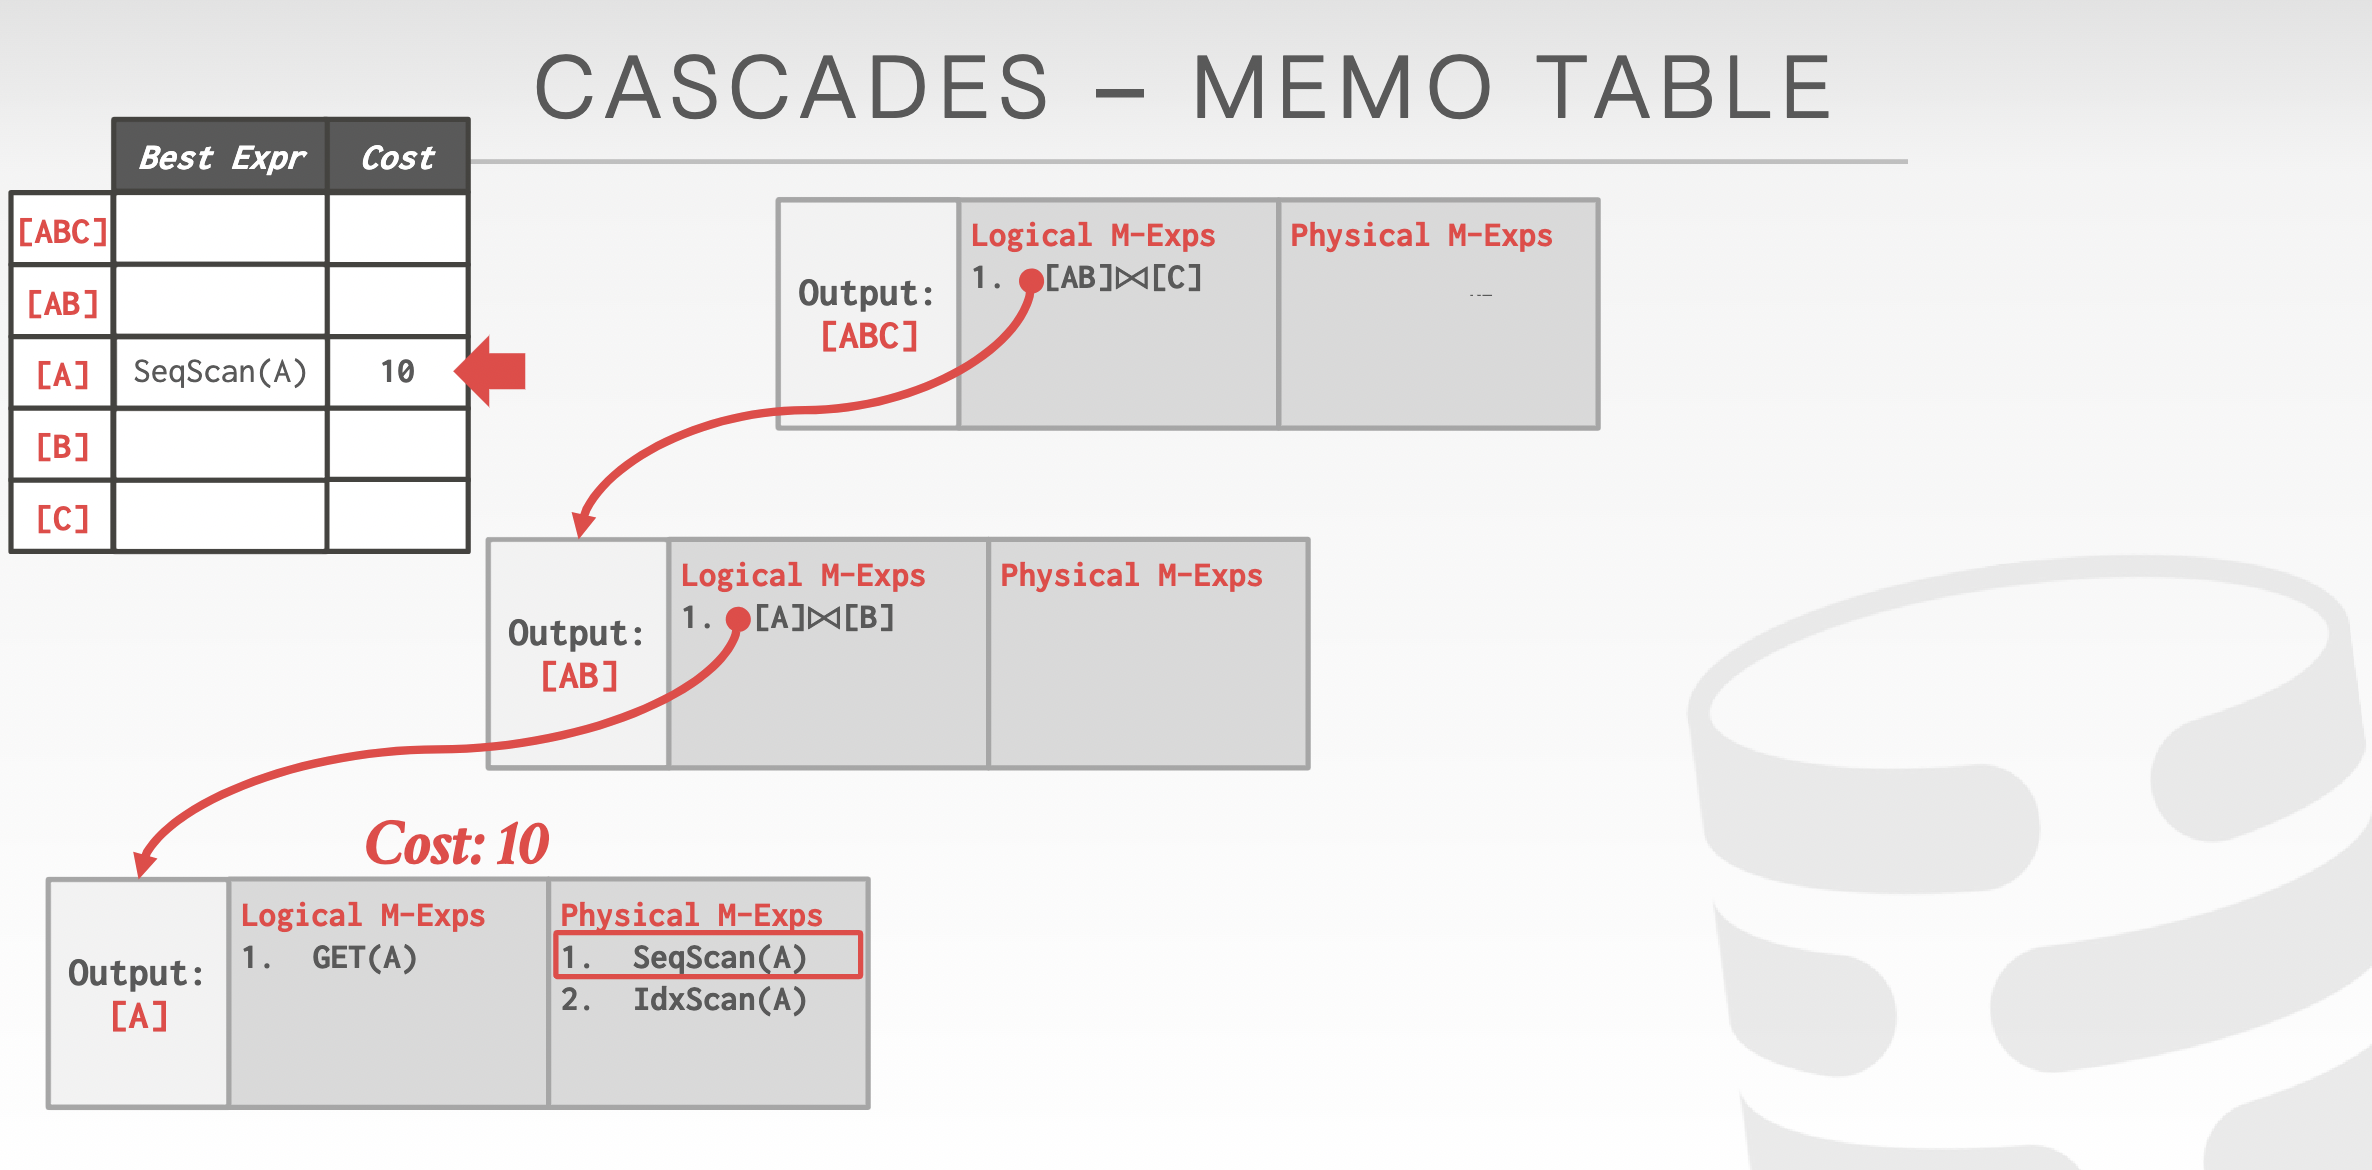 CASCADES – MEMO TABLE
Best Expr Cost
[ABC]
[AB]
[A] SeqScan(A) 10
[B]
[C]
Output:
[ABC]
Logical M-Exps
1. [AB]⋈[C]
Physical M-Exps
Output:
[AB]
Logical M-Exps
1. [A]⋈[B]
Physical M-Exps
Cost: 10
Output:
[A]
Logical M-Exps
1. GET(A)
Physical M-Exps
1. SeqScan(A)
2. IdxScan(A)